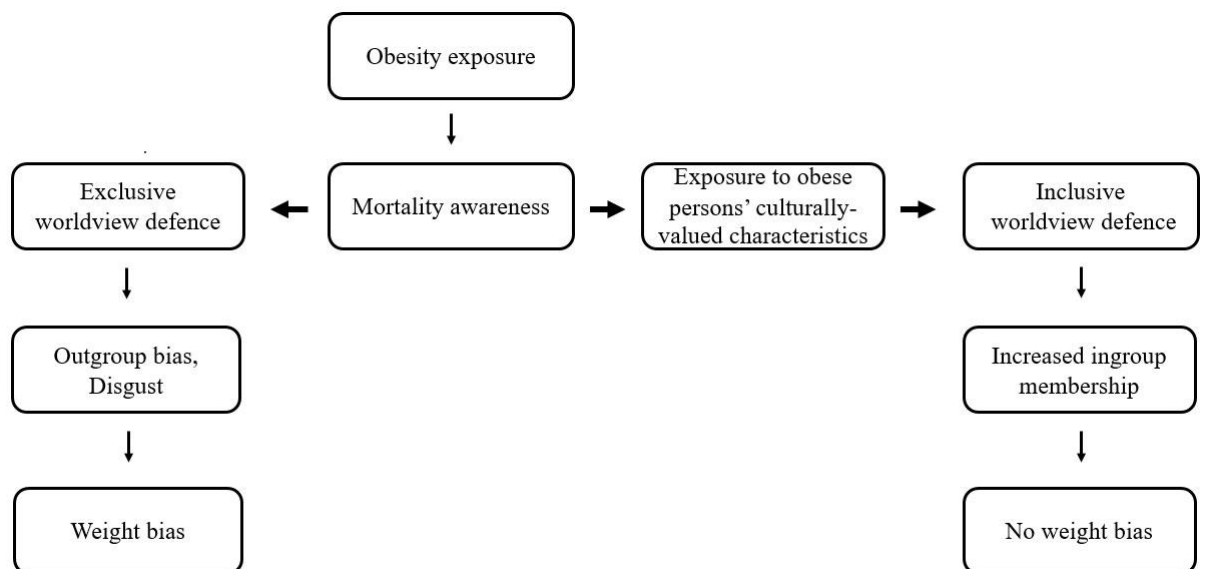 Obesity exposure
Exclusive
worldview defence
Mortality awareness
Exposure to obese
persons’ culturally-
valued characteristics
Inclusive
worldview defence
Outgroup bias,
Disgust
Increased ingroup
membership
Weight bias
No weight bias